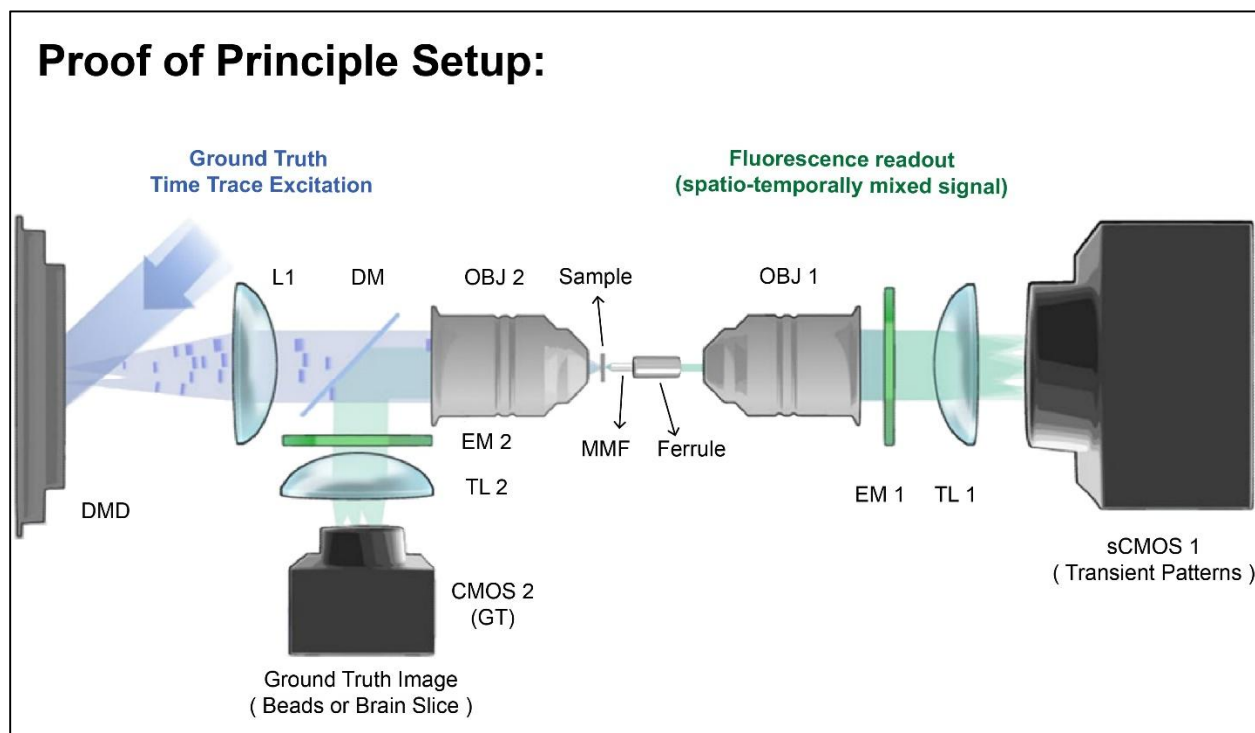 Proof of Principle Setup:
Ground Truth
Time Trace Excitation
Fluorescence readout
(spatio-temporally mixed signal)
L1
DM
OBJ 2
Sample
OBJ 1
EM 2
MMF
Ferrule
TL 2
EM 1
TL 1
DMD
sCMOS 1
( Transient Patterns )
CMOS 2
(GT)
Ground Truth Image
( Beads or Brain Slice )